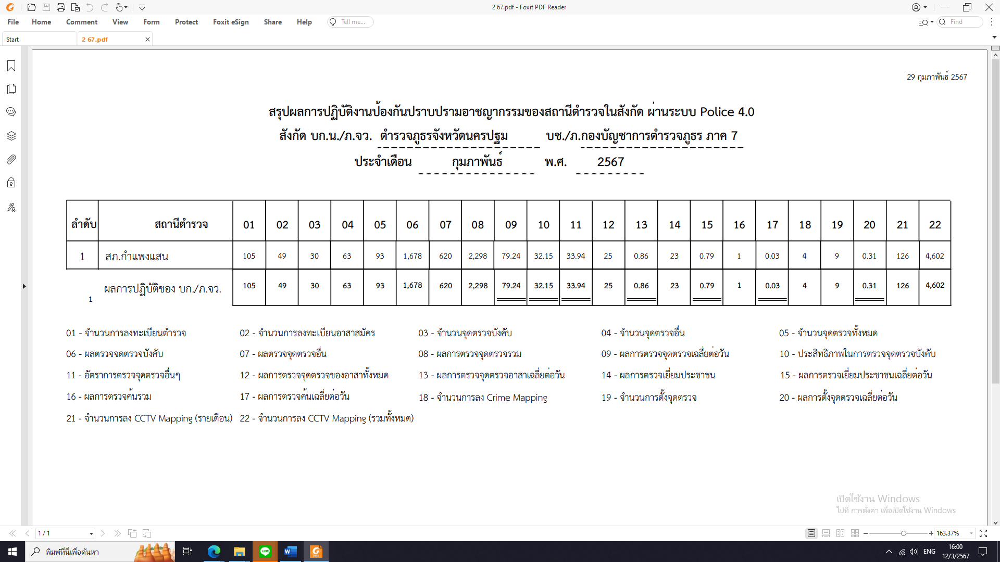 2 67.pdf - Foxit PDF Reader
File Home Comment View Form Protect Foxit eSign Share Help Tell me... Find
Start 2 67.pdf
29 กุมภาพันธ์ 2567
สรุปผลการปฏิบัติงานป้องกันปราบปรามอาชญากรรมของสถานีตำรวจในสังกัด ผ่านระบบ Police 4.0
สังกัด บก.น./ภ.จว. ตำรวจภูธรจังหวัดนครปฐม บช./ภ.กองบัญชาการตำรวจภูธร ภาค 7
ประจำเดือน กุมภาพันธ์ พ.ศ. 2567
ลำดับ สถานีตำรวจ 01 02 03 04 05 06 07 08 09 10 11 12 13 14 15 16 17 18 19 20 21 22
1 สภ.กำแพงแสน 105 49 30 63 93 1,678 620 2,298 79.24 32.15 33.94 25 0.86 23 0.79 1 0.03 4 9 0.31 126 4,602
ผลการปฏิบัติของ บก./ภ.จว. 105 49 30 63 93 1,678 620 2,298 79.24 32.15 33.94 25 0.86 23 0.79 1 0.03 4 9 0.31 126 4,602
1
01 - จำนวนการลงทะเบียนตำรวจ 02 - จำนวนการลงทะเบียนอาสาสมัคร 03 - จำนวนจุดตรวจบังคับ 04 - จำนวนจุดตรวจอื่น 05 - จำนวนจุดตรวจทั้งหมด
06 - ผลตรวจจดตรวจบังคับ 07 - ผลตรวจจุดตรวจอื่น 08 - ผลการตรวจจุดตรวจรวม 09 - ผลการตรวจจุดตรวจเฉลี่ยต่อวัน 10 - ประสิทธิภาพในการตรวจจุดตรวจบังคับ
11 - อัตราการตรวจจุดตรวจอื่นๆ 12 - ผลการตรวจจุดตรวจของอาสาทั้งหมด 13 - ผลการตรวจจุดตรวจอาสาเฉลี่ยต่อวัน 14 - ผลการตรวจเยี่ยมประชาชน 15 - ผลการตรวจเยี่ยมประชาชนเฉลี่ยต่อวัน
16 - ผลการตรวจค้นรวม 17 - ผลการตรวจค้นเฉลี่ยต่อวัน 18 - จำนวนการลง Crime Mapping 19 - จำนวนการตั้งจุดตรวจ 20 - ผลการตั้งจุดตรวจเฉลี่ยต่อวัน
21 - จำนวนการลง CCTV Mapping (รายเดือน) 22 - จำนวนการลง CCTV Mapping (รวมทั้งหมด)
เปิดใช้งาน Windows
ไปที่ การตั้งค่า เพื่อเปิดใช้งาน Windows
1 / 1 163.37%
พิมพ์ที่นี่เพื่อค้นหา LINE PDF ENG 16:00
12/3/2567